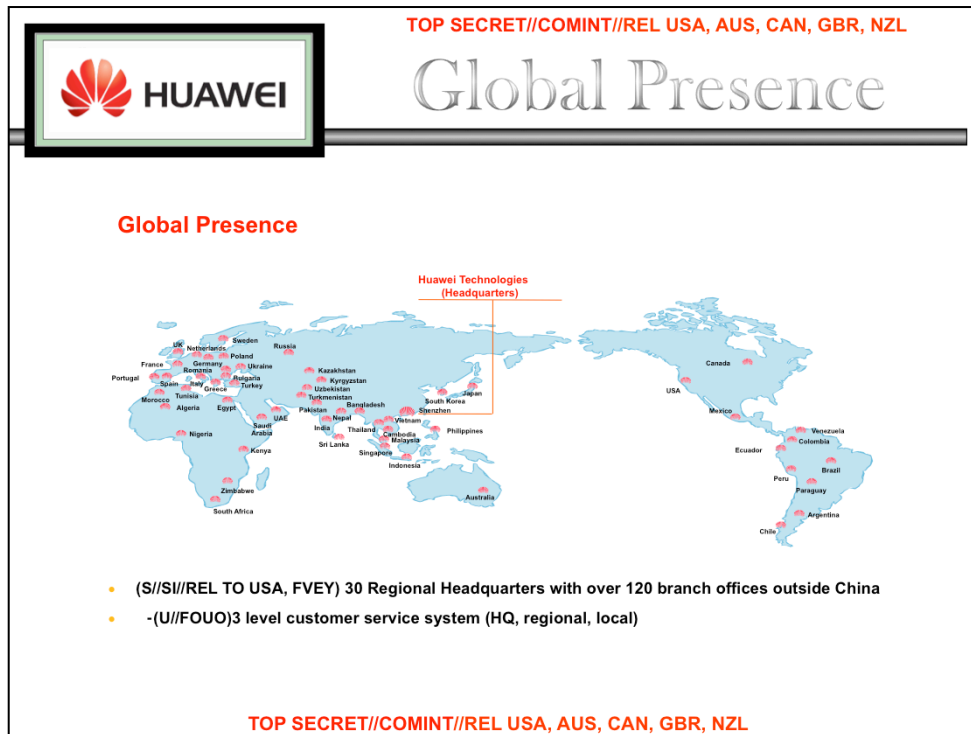 TOP SECRET//COMINT//REL USA, AUS, CAN, GBR, NZL
HUAWEI
Global Presence
Global Presence
Huawei Technologies
(Headquarters)
Sweden
UK
Netherlands
Russia
Germany
Poland
France
Romania
Ukraine
Canada
Kazakhstan
Portugal
Spain
Italy
Bulgaria
Kyrgyzstan
Greece
Turkey
Uzbekistan
USA
Tunisia
Turkmenistan
Japan
Morocco
Algeria
Egypt
Pakistan
Bangladesh
South Korea
Shenzhen
Mexico
UAE
Nepal
Saudi
Arabia
India
Thailand
Vietnam
Cambodia
Philippines
Nigeria
Malaysia
Sri Lanka
Venezuela
Colombia
Kenya
Singapore
Ecuador
Indonesia
Brazil
Peru
Zimbabwe
Paraguay
Australia
South Africa
Argentina
Chile
• (S//SI//REL TO USA, FVEY) 30 Regional Headquarters with over 120 branch offices outside China
• -(U//FOUO)3 level customer service system (HQ, regional, local)
TOP SECRET//COMINT//REL USA, AUS, CAN, GBR, NZL